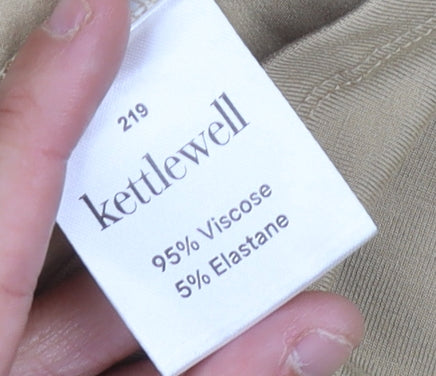 219
kettlewell
95% Viscose
5% Elastane